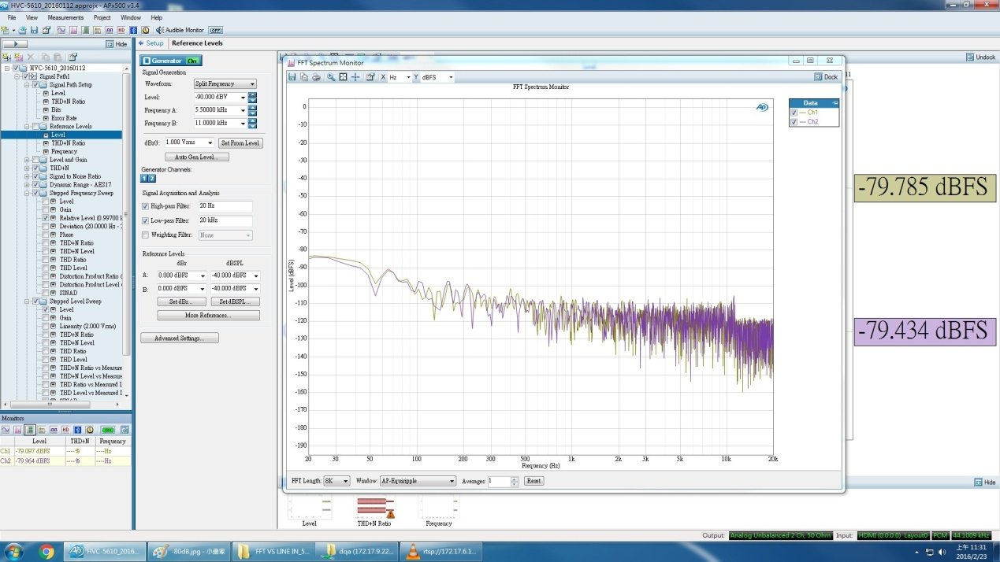 HVC-5610_20160112.approjx - APx500 v3.4
File View Measurements Project Window Help
Audible Monitor OFF
Hide
HVC-5610_20160112
Signal Path1
Signal Path Setup
Level
THD+N Ratio
Bits
Error Rate
Reference Levels
Level
THD+N Ratio
Frequency
Level and Gain
THD+N
Signal to Noise Ratio
Dynamic Range - AES17
Stepped Frequency Sweep
Level
Gain
Relative Level (0.99700 k
Deviation (20.0000 Hz - 2
Phase
THD+N Ratio
THD+N Level
THD Ratio
THD Level
Distortion Product Ratio (
Distortion Product Level (
SINAD
Stepped Level Sweep
Level
Gain
Linearity (2.000 Vrms)
THD+N Ratio
THD+N Level
THD Ratio
THD Level
THD+N Ratio vs Measure
THD+N Level vs Measure
THD Ratio vs Measured I
THD Level vs Measured I
SINAD
Monitors
HD
Level THD+N Frequency
Ch1 -79.097 dBFS ----% ----Hz
Ch2 -79.964 dBFS ----% ----Hz
Setup Reference Levels
Generator On
Signal Generation
Waveform: Split Frequency
Level: -90.000 dBV
Frequency A: 5.50000 kHz
Frequency B: 11.0000 kHz
dBrG: 1.000 Vrms Set From Level
Auto Gen Level...
Generator Channels:
1 2
Signal Acquisition and Analysis
High-pass Filter: 20 Hz
Low-pass Filter: 20 kHz
Weighting Filter: None
Reference Levels
dBr dBSPL
A: 0.000 dBFS -40.000 dBFS
B: 0.000 dBFS -40.000 dBFS
Set dBr... Set dBSPL...
More References...
Advanced Settings...
FFT Spectrum Monitor
X Hz Y dBFS
Dock
FFT Spectrum Monitor
Level (dBFS)
0
-10
-20
-30
-40
-50
-60
-70
-80
-90
-100
-110
-120
-130
-140
-150
-160
-170
-180
-190
20 30 50 100 200 300 500 1k 2k 3k 5k 10k 20k
Frequency (Hz)
AP
Data
Ch1
Ch2
FFT Length: 8K Window: AP-Equiripple Averages: 1 Reset
Undock
11
-79.785 dBFS
-79.434 dBFS
Hide
Level THD+N Ratio Frequency
Output: Analog Unbalanced 2 Ch, 50 Ohm Input: HDMI (0.0.0.0) Layout0 PCM 44.1009 kHz
HVC-5610_2016... -80dB.jpg - 小畫家 FFT VS LINE IN_5... dqa (172.17.9.22... rtsp://172.17.6.1...
上午 11:31
2016/2/23